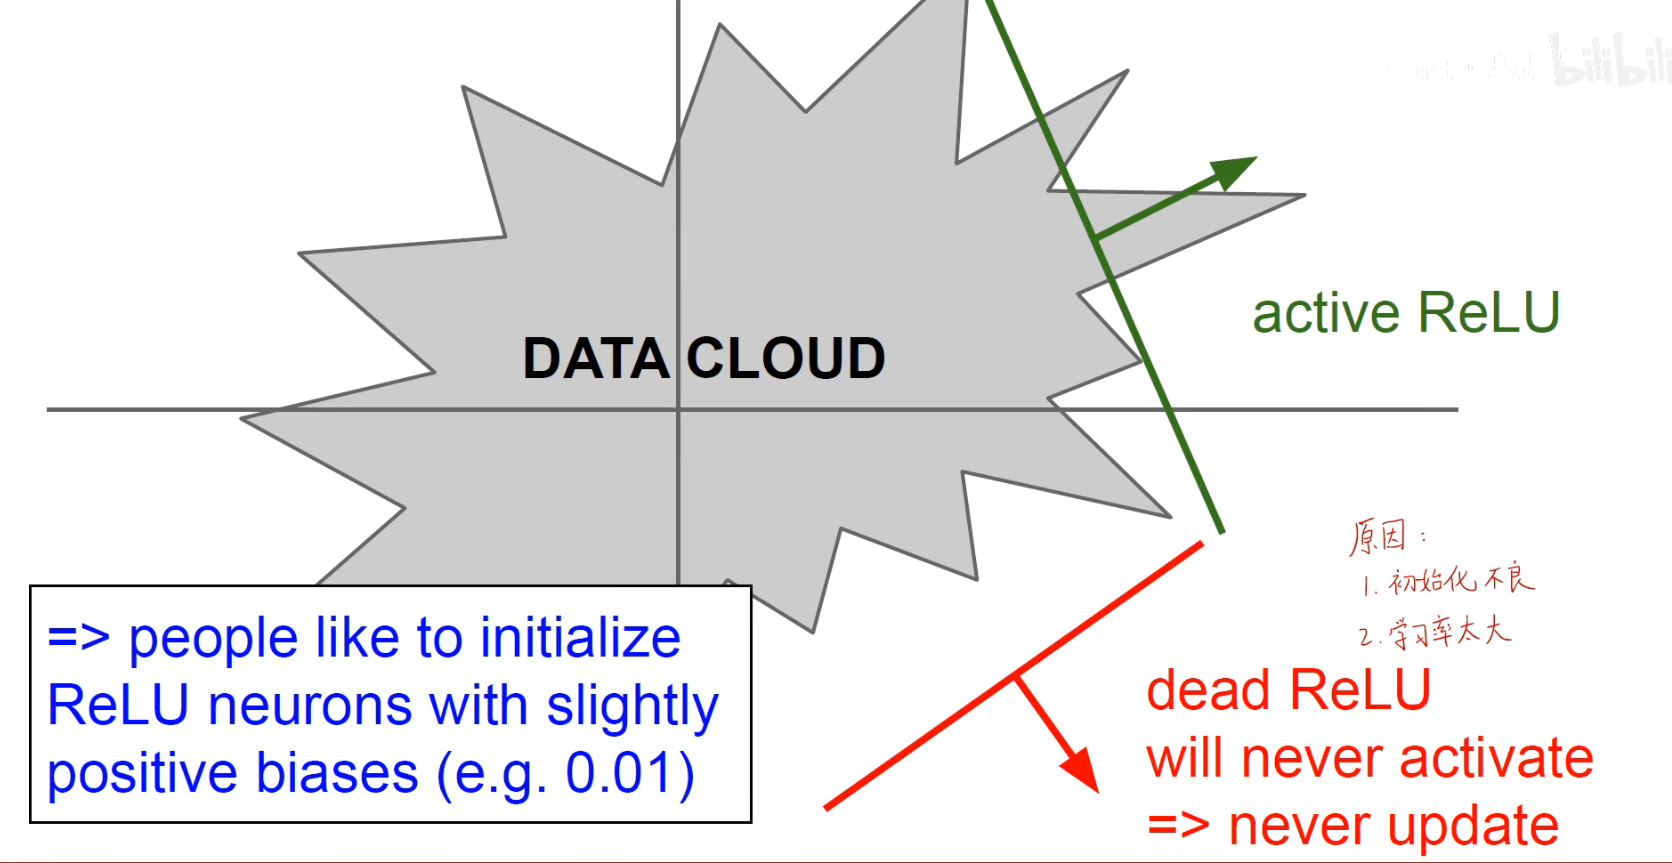 bilibili
active ReLU
DATA CLOUD
原因：
1. 初始化不良
2. 学习率太大
=> people like to initialize
ReLU neurons with slightly
positive biases (e.g. 0.01)
dead ReLU
will never activate
=> never update